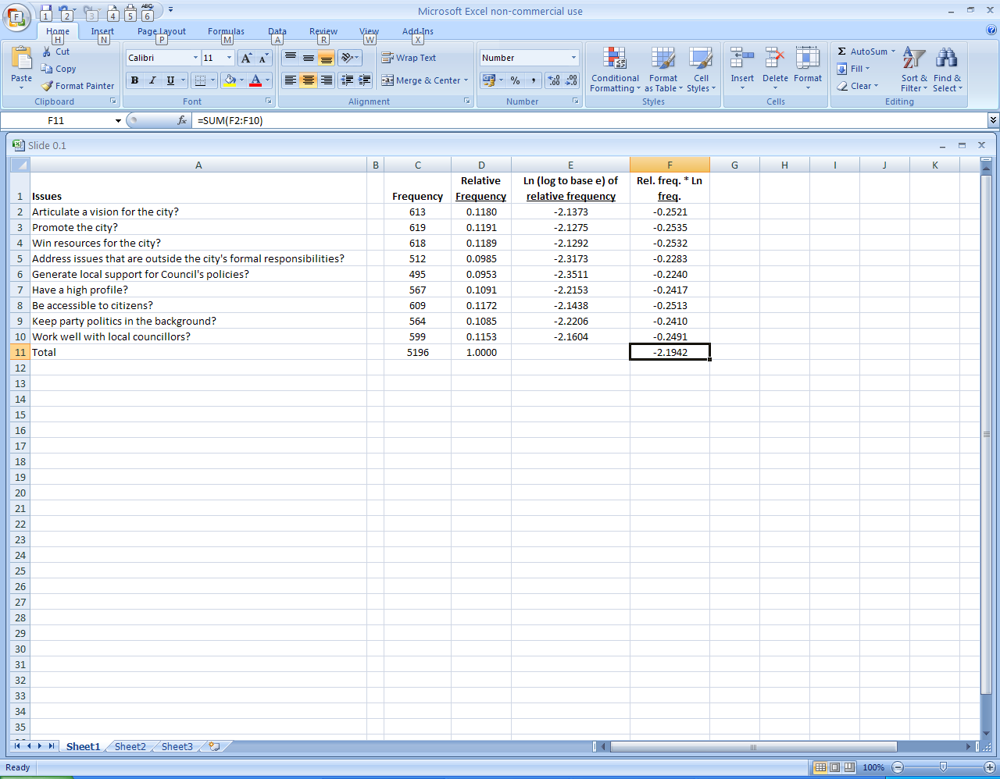 Microsoft Excel non-commercial use
F
1 2 3 4 5 6
Home Insert Page Layout Formulas Data Review View Add-Ins
H N P M A R W X
Paste
Cut
Copy
Format Painter
Clipboard
Calibri 11
B I U A
Font
Wrap Text
Merge & Center
Alignment
Number
% ,
Number
Conditional Formatting
Format as Table
Cell Styles
Styles
Insert Delete Format
Cells
Σ AutoSum
Fill
Clear
Sort & Filter
Find & Select
Editing
F11 fx =SUM(F2:F10)
Slide 0.1
A B C D E F G H I J K
1 Issues Frequency Relative Frequency Ln (log to base e) of relative frequency Rel. freq. * Ln freq.
2 Articulate a vision for the city? 613 0.1180 -2.1373 -0.2521
3 Promote the city? 619 0.1191 -2.1275 -0.2535
4 Win resources for the city? 618 0.1189 -2.1292 -0.2532
5 Address issues that are outside the city's formal responsibilities? 512 0.0985 -2.3173 -0.2283
6 Generate local support for Council's policies? 495 0.0953 -2.3511 -0.2240
7 Have a high profile? 567 0.1091 -2.2153 -0.2417
8 Be accessible to citizens? 609 0.1172 -2.1438 -0.2513
9 Keep party politics in the background? 564 0.1085 -2.2206 -0.2410
10 Work well with local councillors? 599 0.1153 -2.1604 -0.2491
11 Total 5196 1.0000 -2.1942
12
13
14
15
16
17
18
19
20
21
22
23
24
25
26
27
28
29
30
31
32
33
34
35
Sheet1 Sheet2 Sheet3
Ready 100%